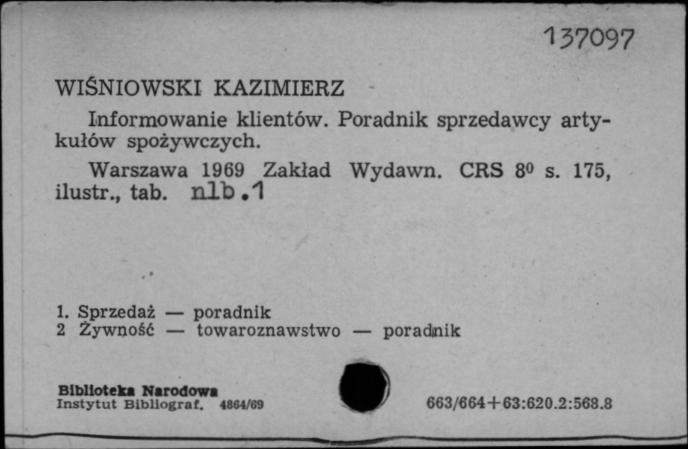 137097
WIŚNIOWSKI KAZIMIERZ
Informowanie klientów. Poradnik sprzedawcy arty-
kułów spożywczych.
Warszawa 1969 Zakład Wydawn. CRS 8⁰ s. 175,
ilustr., tab. nlb.1
1. Sprzedaż — poradnik
2 Żywność — towaroznawstwo — poradnik
Biblioteka Narodowa
Instytut Bibliograf. 4864/69
663/664+63:620.2:568.8